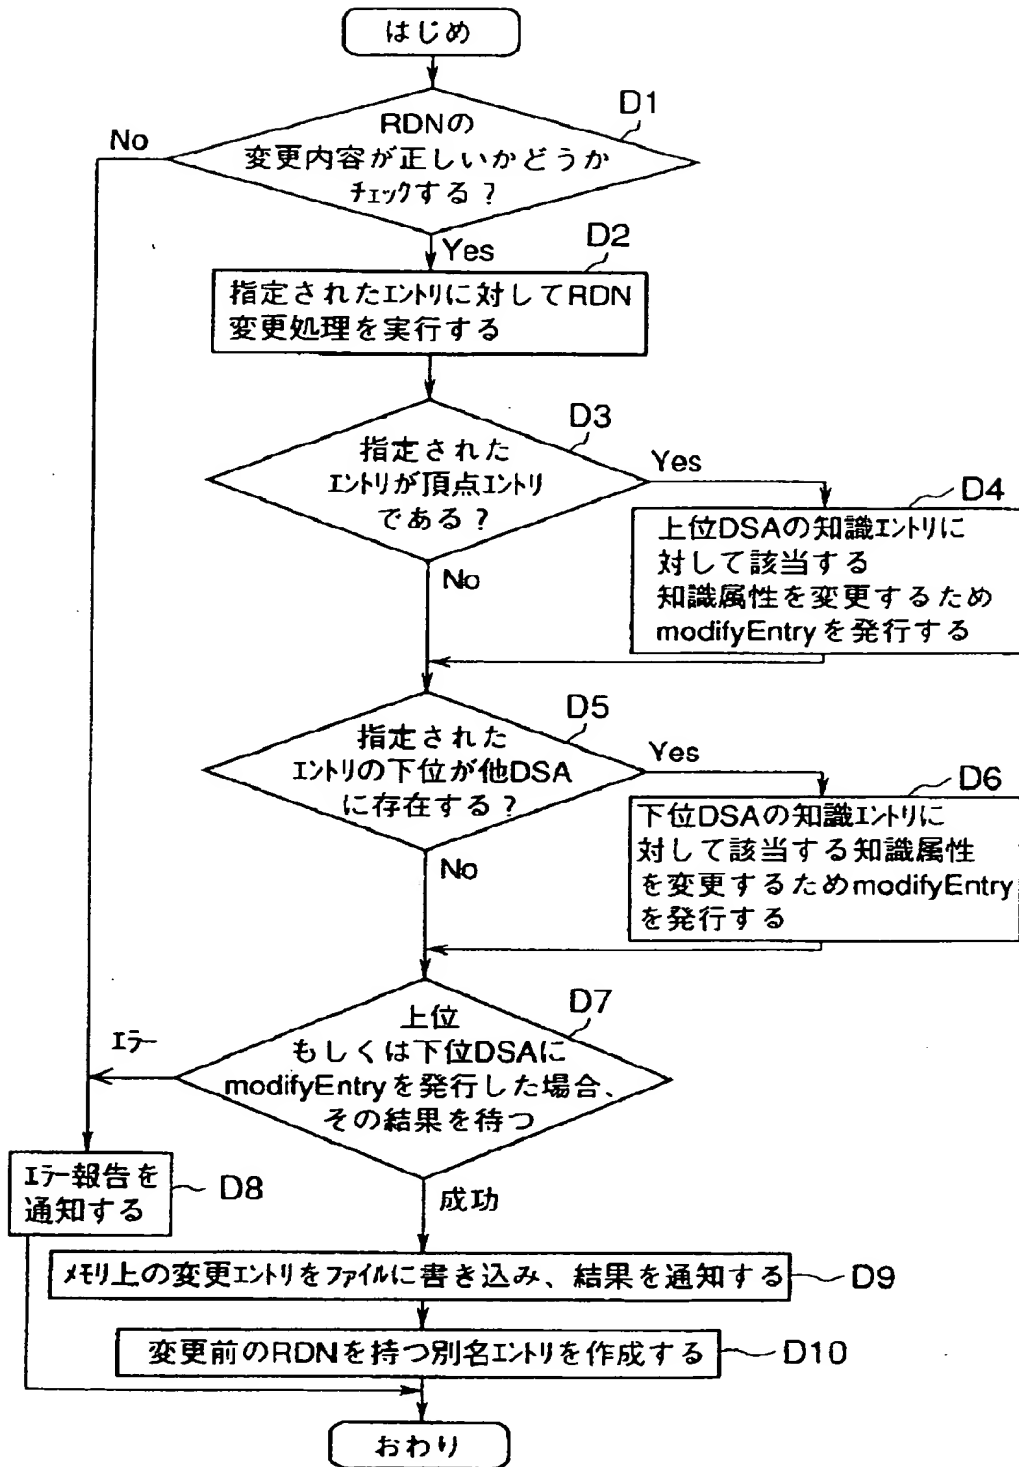 はじめ
D1
No
RDNの
変更内容が正しいかどうか
チェックする?
Yes
D2
指定されたエントリに対してRDN
変更処理を実行する
D3
指定された
エントリが頂点エントリ
である?
Yes
No
D4
上位DSAの知識エントリに
対して該当する
知識属性を変更するため
modifyEntryを発行する
D5
指定された
エントリの下位が他DSA
に存在する?
Yes
No
D6
下位DSAの知識エントリに
対して該当する知識属性
を変更するためmodifyEntry
を発行する
D7
上位
もしくは下位DSAに
modifyEntryを発行した場合、
その結果を待つ
エラー
成功
エラー報告を
通知する
D8
メモリ上の変更エントリをファイルに書き込み、結果を通知する
D9
変更前のRDNを持つ別名エントリを作成する
D10
おわり